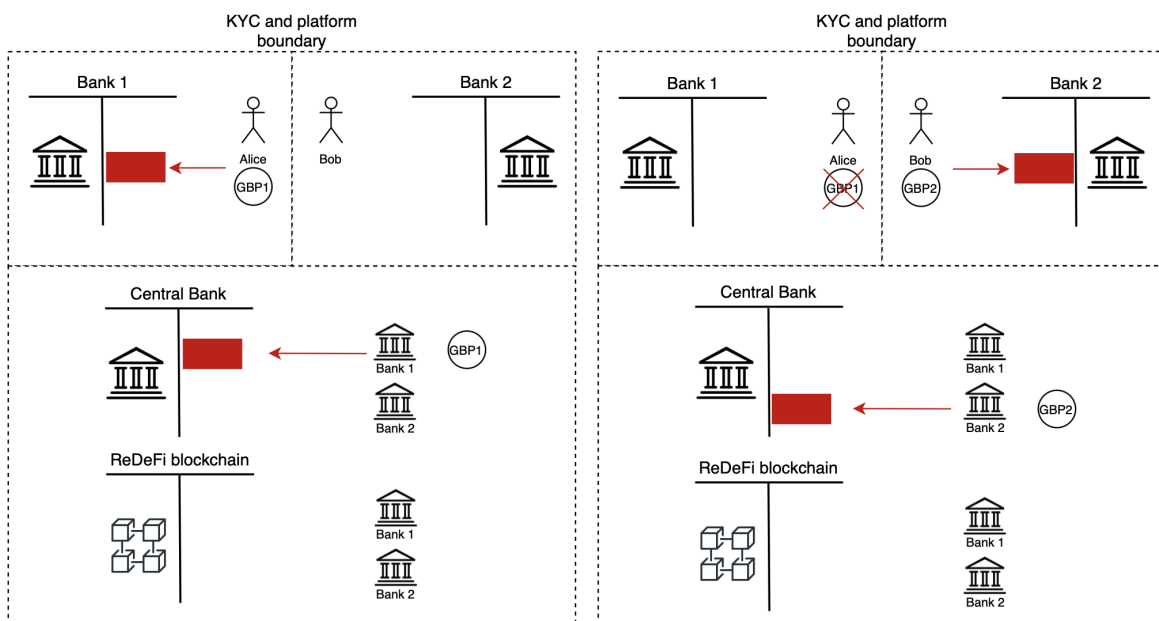 KYC and platform
boundary
Bank 1
Bank 2
Alice
Bob
GBP1
Central Bank
GBP1
Bank 1
Bank 2
ReDeFi blockchain
Bank 1
Bank 2
KYC and platform
boundary
Bank 1
Bank 2
Alice
Bob
GBP1
GBP2
Central Bank
Bank 1
GBP2
Bank 2
ReDeFi blockchain
Bank 1
Bank 2